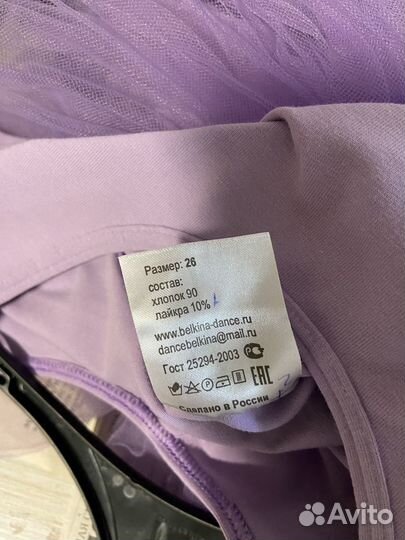 Размер: 26
состав:
хлопок 90
лайкра 10%
www.belkina-dance.ru
dancebelkina@mail.ru
Гост 25294-2003
ЕАС
Сделано в России
Avito